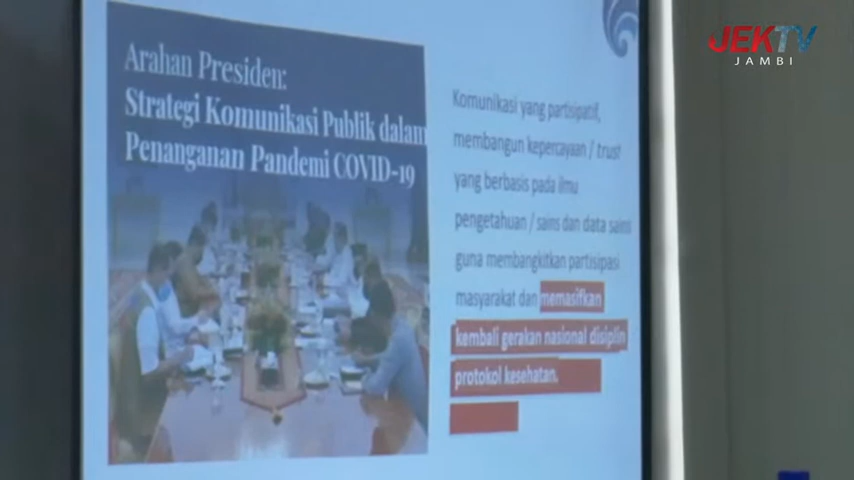 JEKTV
JAMBI
Arahan Presiden:
Strategi Komunikasi Publik dalam
Penanganan Pandemi COVID-19
Komunikasi yang partisipatif,
membangun kepercayaan / trust
yang berbasis pada ilmu
pengetahuan / sains dan data sains
guna membangkitkan partisipasi
masyarakat dan memasifkan
kembali gerakan nasional disiplin
protokol kesehatan.